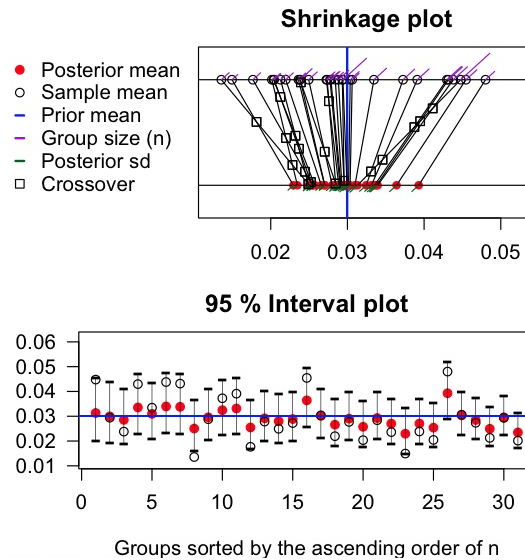 Shrinkage plot
Posterior mean
Sample mean
Prior mean
Group size (n)
Posterior sd
Crossover
0.02 0.03 0.04 0.05
95 % Interval plot
0.06
0.05
0.04
0.03
0.02
0.01
0 5 10 15 20 25 30
Groups sorted by the ascending order of n